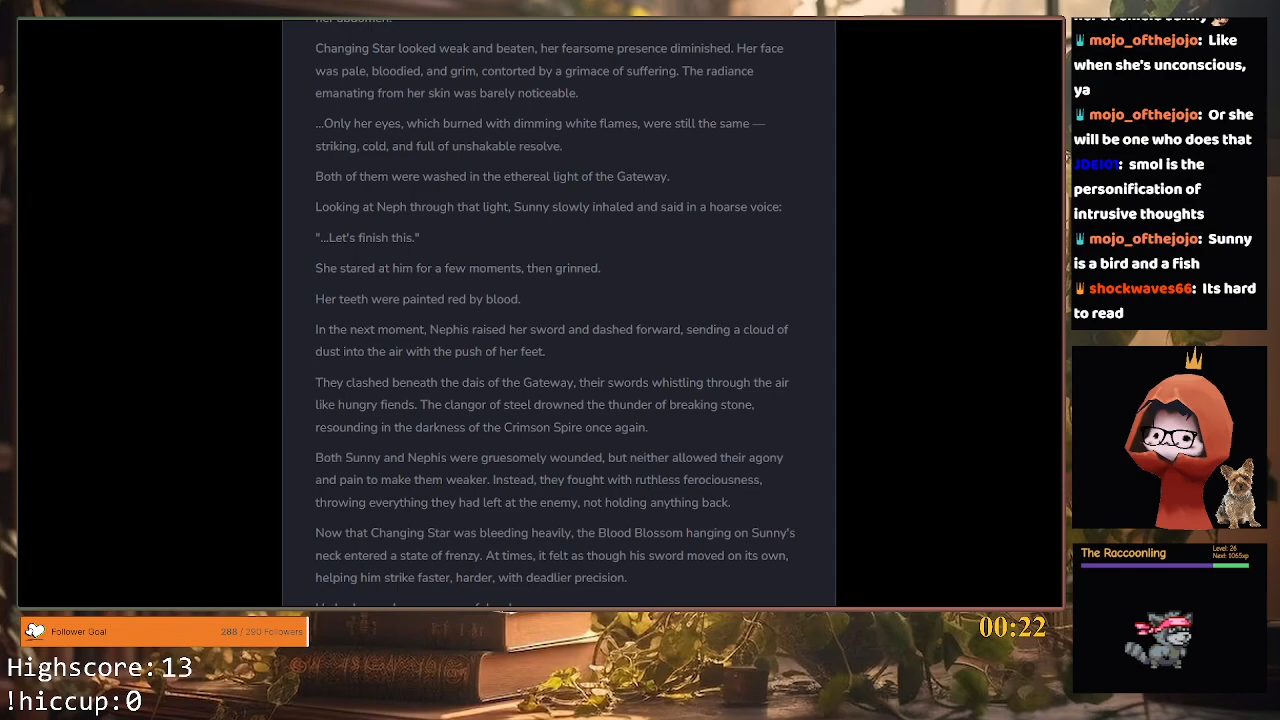 her abdomen.
Changing Star looked weak and beaten, her fearsome presence diminished. Her face
was pale, bloodied, and grim, contorted by a grimace of suffering. The radiance
emanating from her skin was barely noticeable.
...Only her eyes, which burned with dimming white flames, were still the same —
striking, cold, and full of unshakable resolve.
Both of them were washed in the ethereal light of the Gateway.
Looking at Neph through that light, Sunny slowly inhaled and said in a hoarse voice:
"...Let's finish this."
She stared at him for a few moments, then grinned.
Her teeth were painted red by blood.
In the next moment, Nephis raised her sword and dashed forward, sending a cloud of
dust into the air with the push of her feet.
They clashed beneath the dais of the Gateway, their swords whistling through the air
like hungry fiends. The clangor of steel drowned the thunder of breaking stone,
resounding in the darkness of the Crimson Spire once again.
Both Sunny and Nephis were gruesomely wounded, but neither allowed their agony
and pain to make them weaker. Instead, they fought with ruthless ferociousness,
throwing everything they had left at the enemy, not holding anything back.
Now that Changing Star was bleeding heavily, the Blood Blossom hanging on Sunny's
neck entered a state of frenzy. At times, it felt as though his sword moved on its own,
helping him strike faster, harder, with deadlier precision.
mojo_ofthejojo: Like
when she's unconscious,
ya
mojo_ofthejojo: Or she
will be one who does that
JDEI01: smol is the
personification of
intrusive thoughts
mojo_ofthejojo: Sunny
is a bird and a fish
shockwaves66: Its hard
to read
The Raccoonling
Level: 26
Next: 1065xp
Follower Goal
288 / 290 Followers
00:22
Highscore:13
!hiccup:0